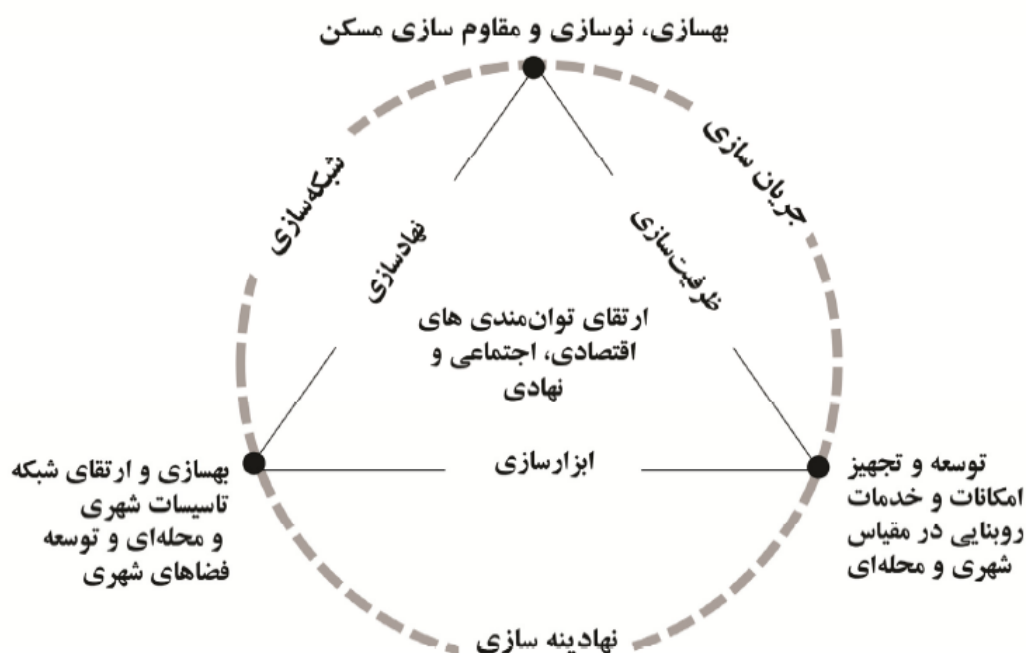 بهسازی، نوسازی و مقاوم سازی مسکن
جریان سازی
شبکه‌سازی
نهادسازی
ظرفیت‌سازی
ارتقای توان‌مندی های
اقتصادی، اجتماعی و
نهادی
ابزارسازی
توسعه و تجهیز
امکانات و خدمات
روبنایی در مقیاس
شهری و محله‌ای
بهسازی و ارتقای شبکه
تاسیسات شهری
و محله‌ای و توسعه
فضاهای شهری
نهادینه سازی